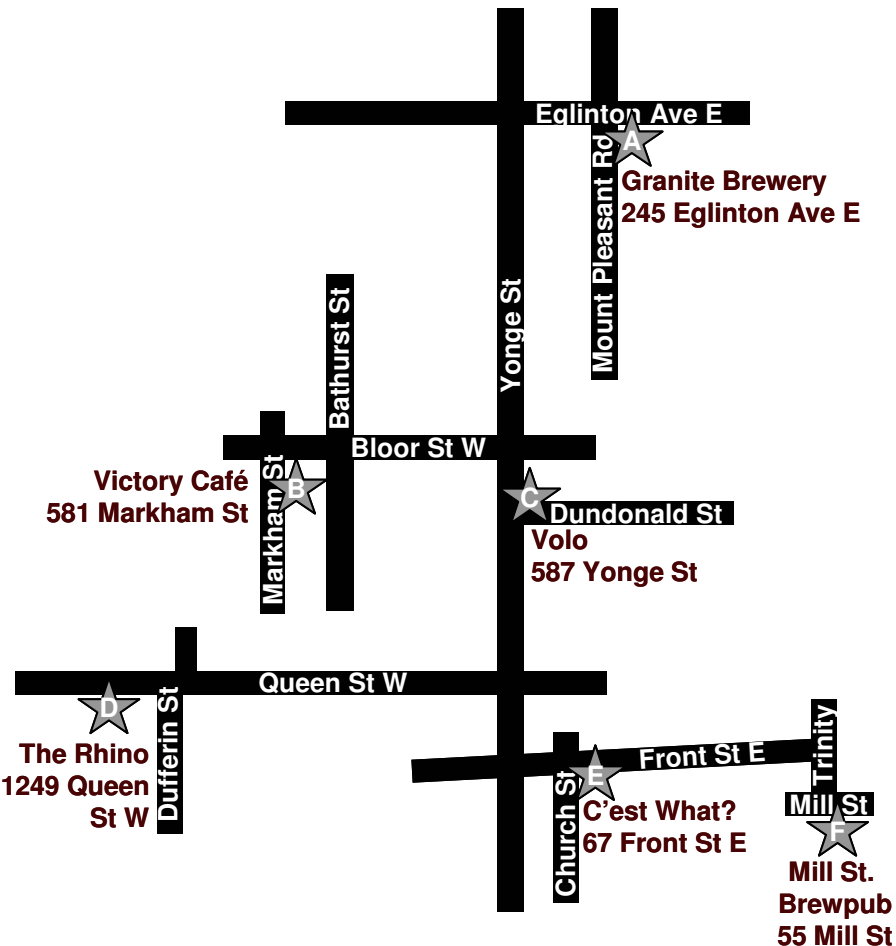 Eglinton Ave E
A
Mount Pleasant Rd
Granite Brewery
245 Eglinton Ave E
Yonge St
Bathurst St
Bloor St W
Markham St
B
Victory Café
581 Markham St
C
Dundonald St
Volo
587 Yonge St
Queen St W
D
Dufferin St
The Rhino
1249 Queen
St W
Front St E
E
Church St
C'est What?
67 Front St E
Trinity
Mill St
F
Mill St.
Brewpub
55 Mill St